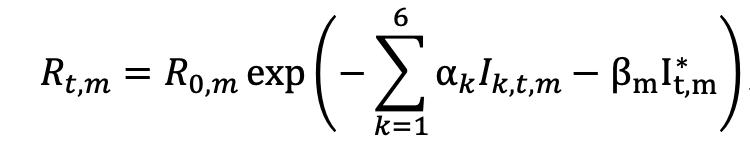 R_{t,m} = R_{0,m} exp(−∑_{k=1}^{6} α_k I_{k,t,m} − β_m I^*_{t,m}).